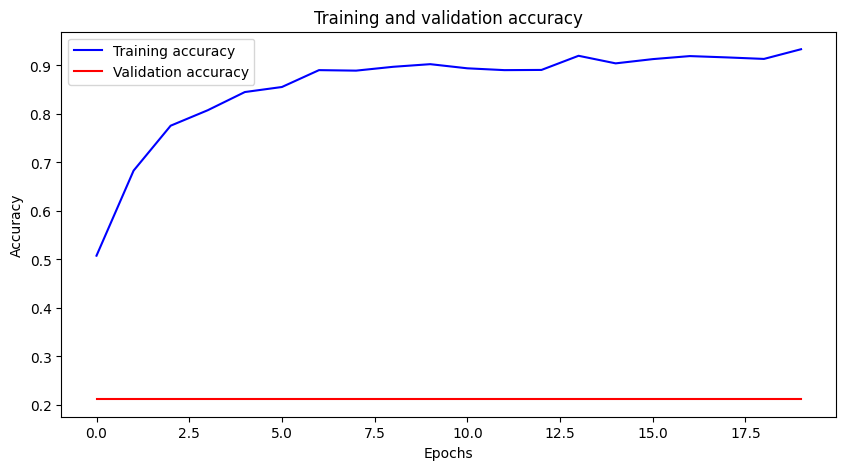 Training and validation accuracy
Training accuracy
Validation accuracy
0.9
0.8
0.7
0.6
0.5
0.4
0.3
0.2
Accuracy
0.0 2.5 5.0 7.5 10.0 12.5 15.0 17.5
Epochs